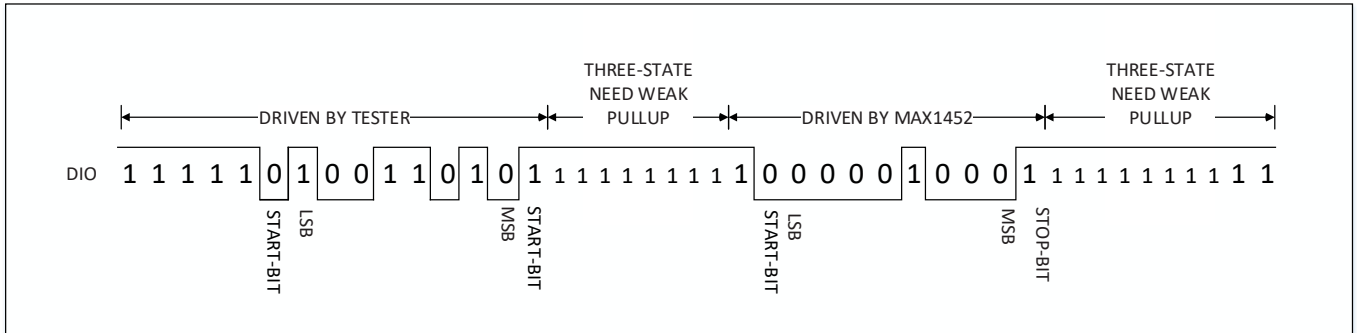 THREE-STATE
NEED WEAK
PULLUP
THREE-STATE
NEED WEAK
PULLUP
DRIVEN BY TESTER
DRIVEN BY MAX1452
DIO 1 1 1 1 1 0 1 0 0 1 1 0 1 0 1 1 1 1 1 1 1 1 1 0 0 0 0 0 1 0 0 0 1 1 1 1 1 1 1 1 1 1
START-BIT
LSB
MSB
START-BIT
START-BIT
LSB
MSB
STOP-BIT